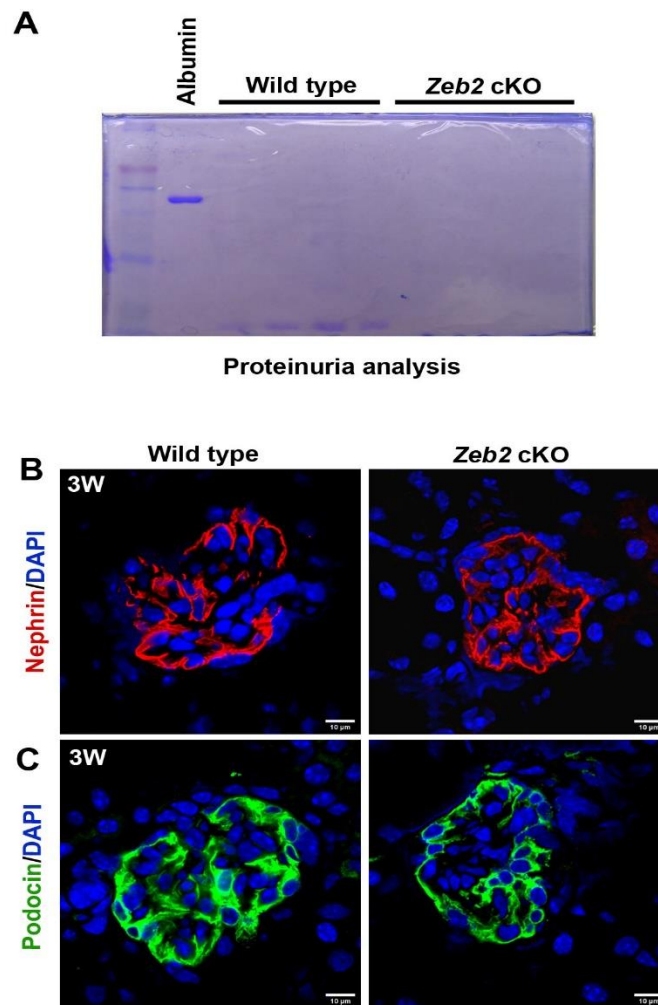 A
Albumin
Wild type
Zeb2 cKO
Proteinuria analysis
Wild type
Zeb2 cKO
B
3W
Nephrin/DAPI
10 µm
10 µm
C
3W
Podocin/DAPI
10 µm
10 µm